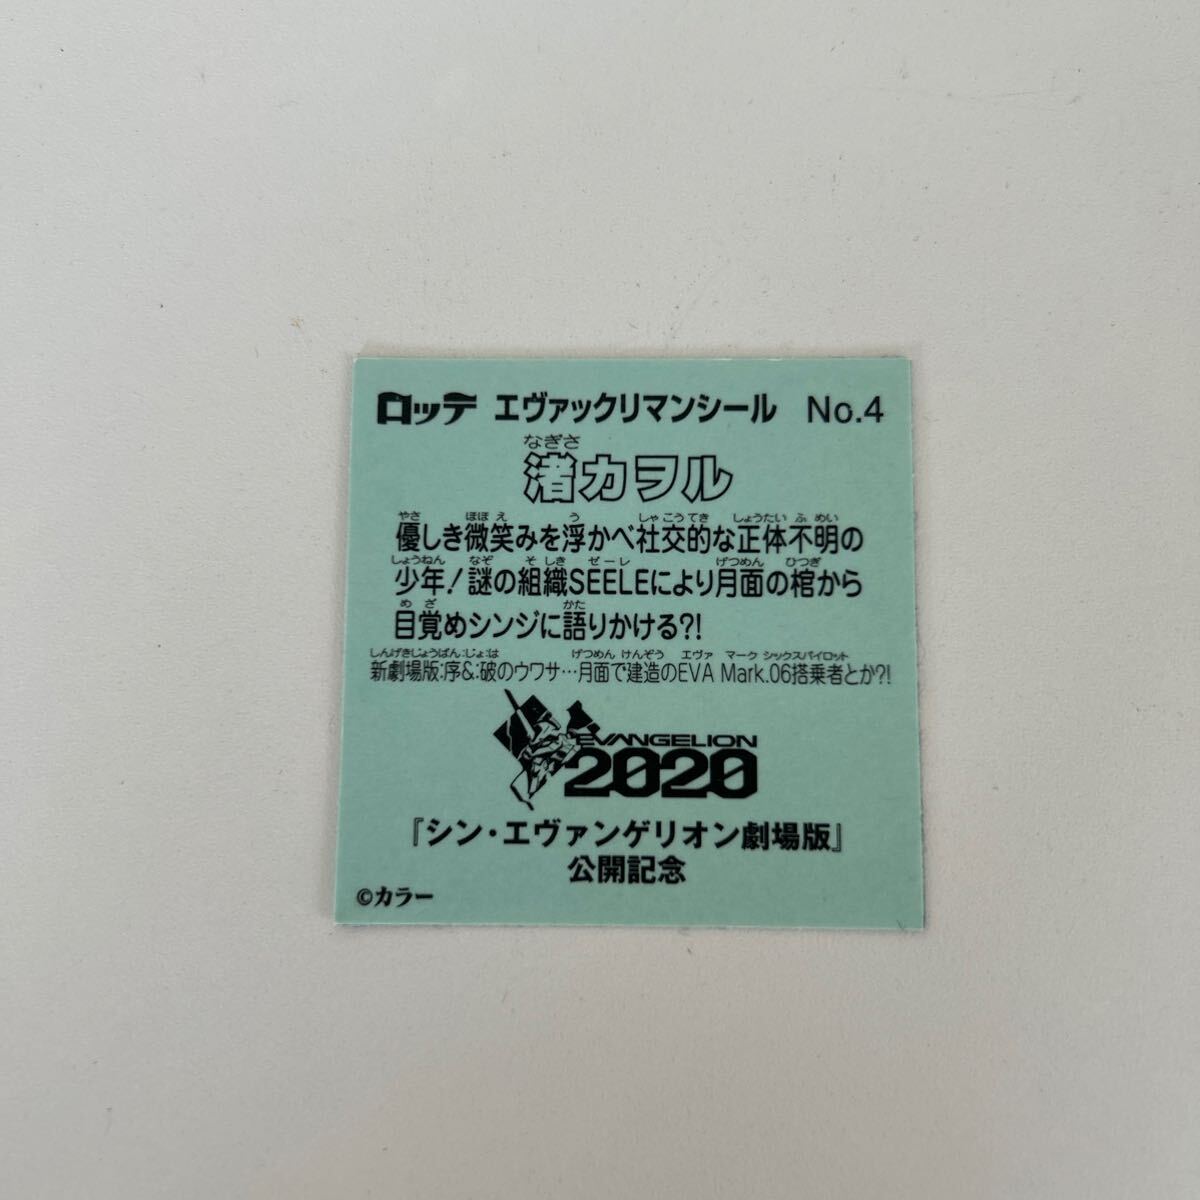 ロッテ エヴァックリマンシール No.4
なぎさ
渚カヲル
やさ ほほ え う しゃこうてき しょうたい ふ めい
優しき微笑みを浮かべ社交的な正体不明の
しょうねん なぞ そ しき ゼーレ げつめん ひつぎ
少年!謎の組織SEELEにより月面の棺から
め ざ かた
目覚めシンジに語りかける?!
しんげきじょうばん:じょ:は げつめん けんぞう エヴァ マーク シックスパイロット
新劇場版:序&:破のウワサ…月面で建造のEVA Mark.06搭乗者とか?!
EVANGELION
2020
『シン・エヴァンゲリオン劇場版』
公開記念
©カラー